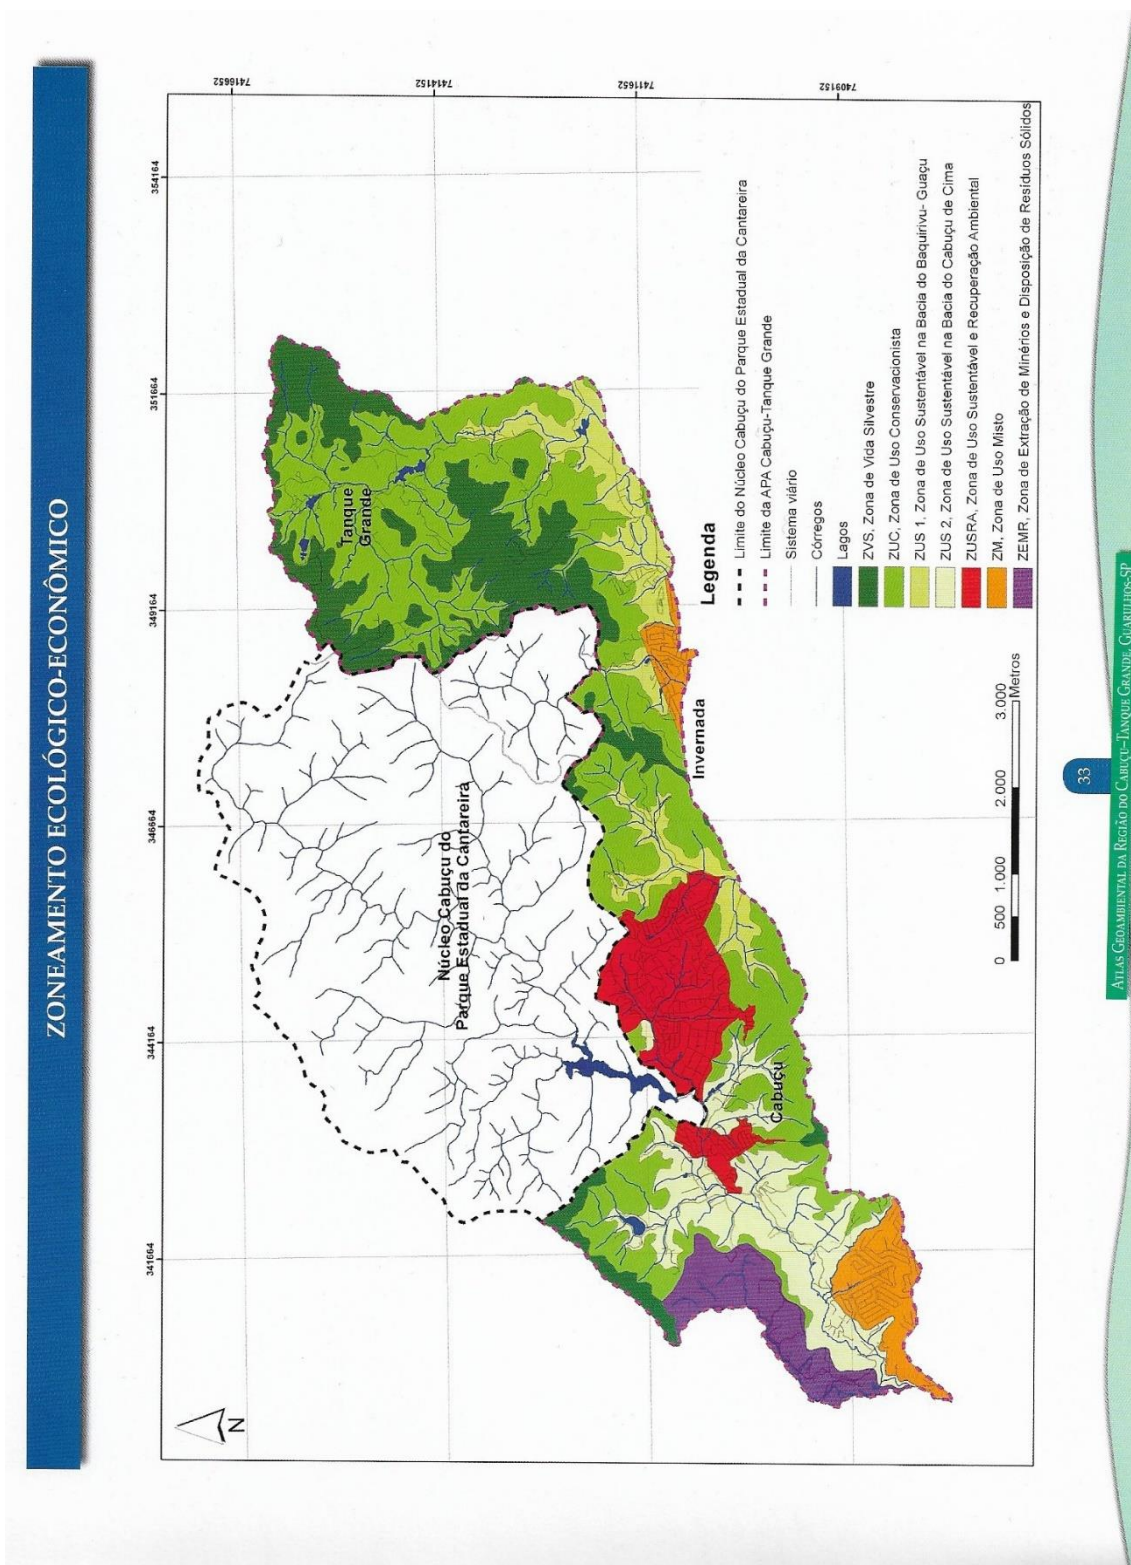 ZONEAMENTO ECOLÓGICO-ECONÔMICO
341664
344164
346664
349164
351664
354164
7416652
7414152
7411652
7409152
N
Tanque
Grande
Núcleo Cabuçu do
Parque Estadual da Cantareira
Invernada
Cabuçu
Legenda
Limite do Núcleo Cabuçu do Parque Estadual da Cantareira
Limite da APA Cabuçu-Tanque Grande
Sistema viário
Córregos
Lagos
ZVS, Zona de Vida Silvestre
ZUC, Zona de Uso Conservacionista
ZUS 1, Zona de Uso Sustentável na Bacia do Baquirivu- Guaçu
ZUS 2, Zona de Uso Sustentável na Bacia do Cabuçu de Cima
ZUSRA, Zona de Uso Sustentável e Recuperação Ambiental
ZM, Zona de Uso Misto
ZEMR, Zona de Extração de Minérios e Disposição de Resíduos Sólidos
0 500 1.000 2.000 3.000
Metros
33
ATLAS GEOAMBIENTAL DA REGIÃO DO CABUÇU–TANQUE GRANDE, GUARULHOS-SP